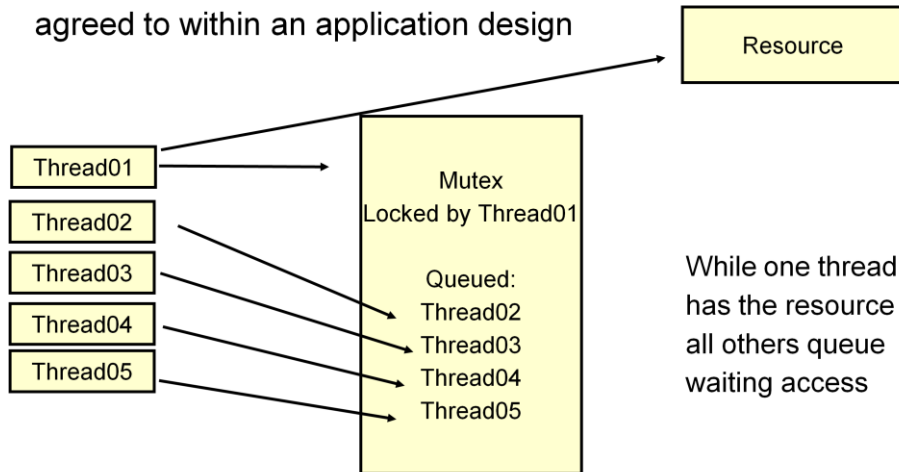 agreed to within an application design
Resource
Thread01
Thread02
Thread03
Thread04
Thread05
Mutex
Locked by Thread01
Queued:
Thread02
Thread03
Thread04
Thread05
While one thread
has the resource
all others queue
waiting access